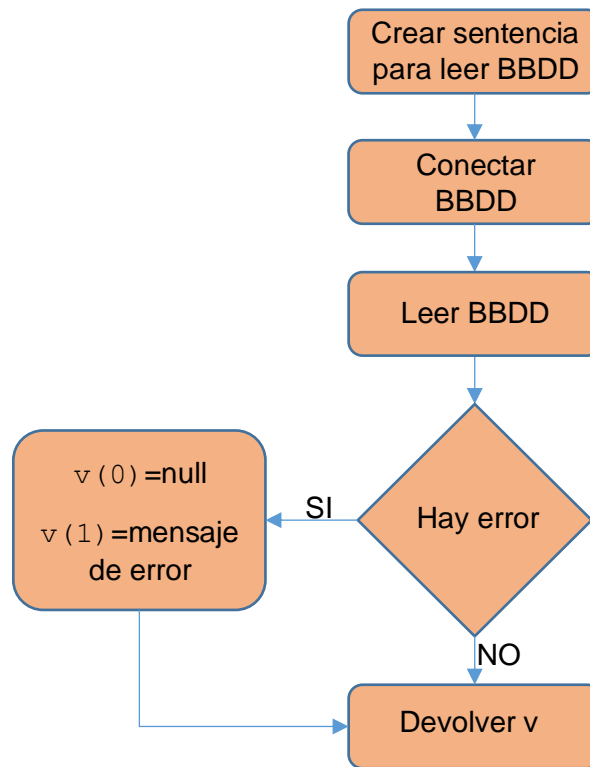 Crear sentencia
para leer BBDD
Conectar
BBDD
Leer BBDD
v(0)=null
v(1)=mensaje
de error
SI
Hay error
NO
Devolver v